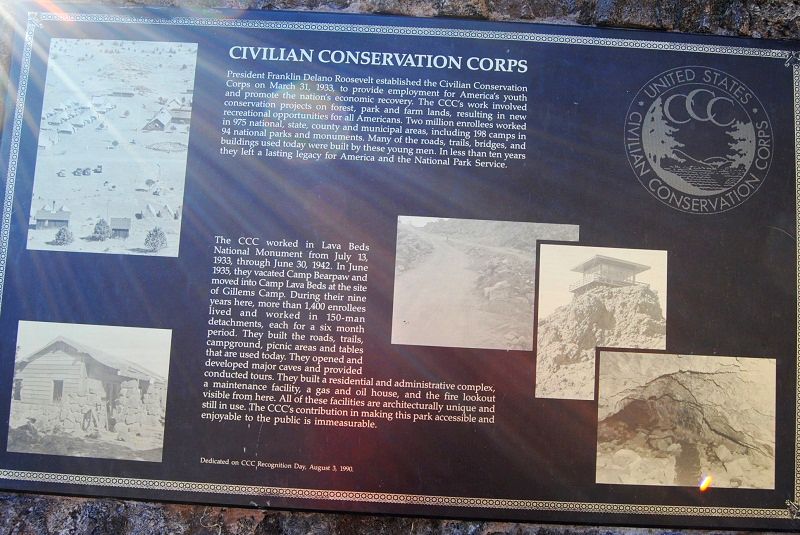 CIVILIAN CONSERVATION CORPS
President Franklin Delano Roosevelt established the Civilian Conservation
Corps on March 31, 1933, to provide employment for America's youth
and promote the nation's economic recovery. The CCC's work involved
conservation projects on forest, park and farm lands, resulting in new
recreational opportunities for all Americans. Two million enrollees worked
in 975 national, state, county and municipal areas, including 198 camps in
94 national parks and monuments. Many of the roads, trails, bridges, and
buildings used today were built by these young men. In less than ten years
they left a lasting legacy for America and the National Park Service.
UNITED STATES
CCC
CIVILIAN CONSERVATION CORPS
The CCC worked in Lava Beds
National Monument from July 13,
1933, through June 30, 1942. In June
1935, they vacated Camp Bearpaw and
moved into Camp Lava Beds at the site
of Gillems Camp. During their nine
years here, more than 1,400 enrollees
lived and worked in 150-man
detachments, each for a six month
period. They built the roads, trails,
campground, picnic areas and tables
that are used today. They opened and
developed major caves and provided
conducted tours. They built a residential and administrative complex,
a maintenance facility, a gas and oil house, and the fire lookout
visible from here. All of these facilities are architecturally unique and
still in use. The CCC's contribution in making this park accessible and
enjoyable to the public is immeasurable.
Dedicated on CCC Recognition Day, August 3, 1990.